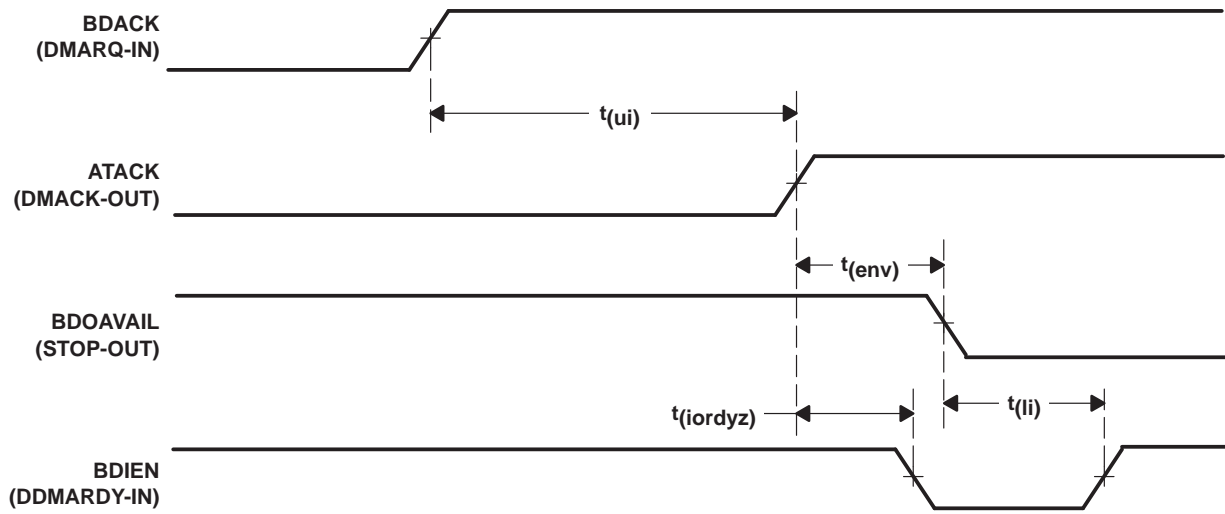 BDACK
(DMARQ-IN)
t(ui)
ATACK
(DMACK-OUT)
t(env)
BDOAVAIL
(STOP-OUT)
t(iordyz)
t(li)
BDIEN
(DDMARDY-IN)